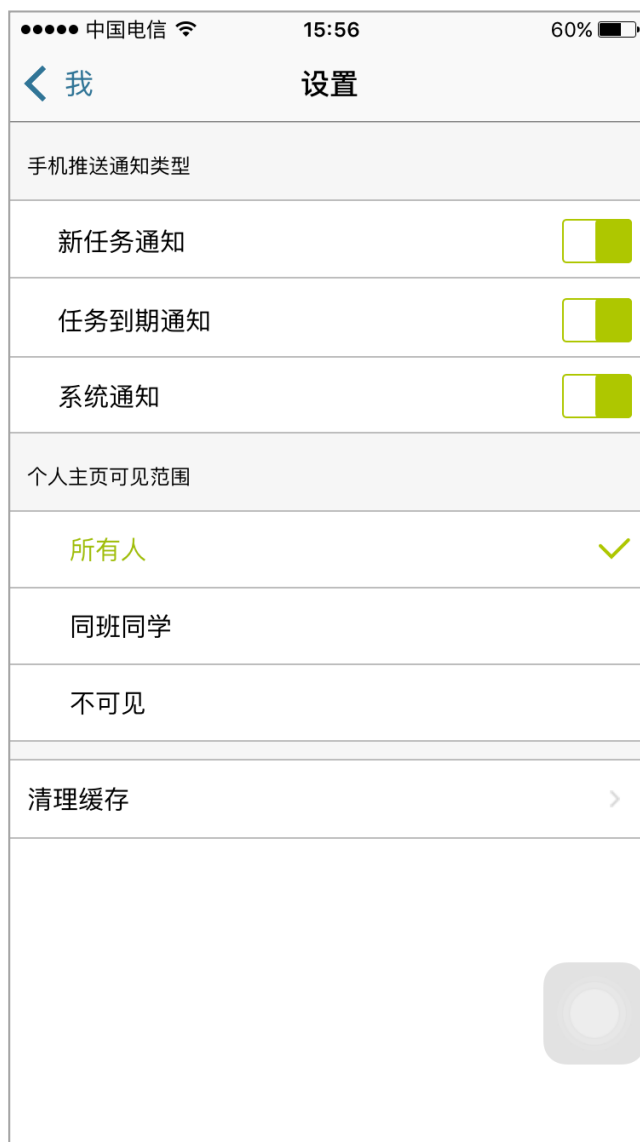 中国电信 15:56 60%
我 设置
手机推送通知类型
新任务通知
任务到期通知
系统通知
个人主页可见范围
所有人
同班同学
不可见
清理缓存